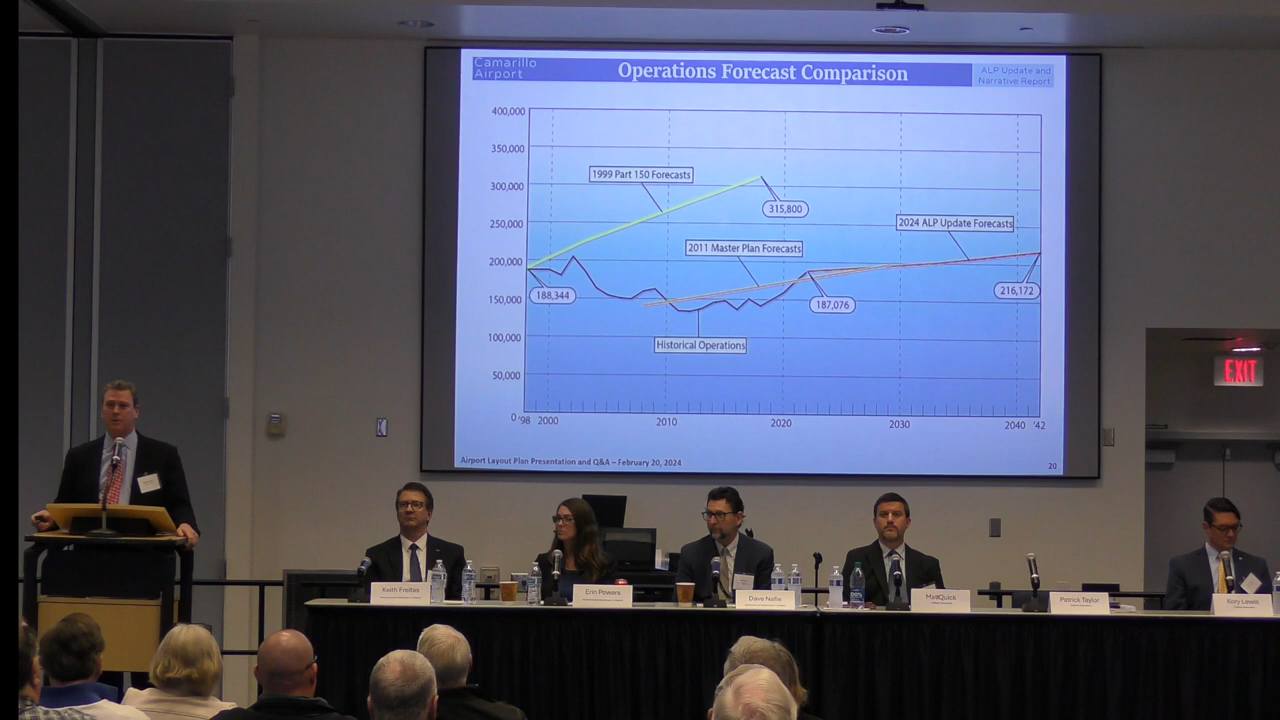 Camarillo
Airport
Operations Forecast Comparison
ALP Update and
Narrative Report
400,000
350,000
300,000
250,000
200,000
150,000
100,000
50,000
0
1999 Part 150 Forecasts
315,800
2024 ALP Update Forecasts
2011 Master Plan Forecasts
188,344
187,076
216,172
Historical Operations
'98 2000 2010 2020 2030 2040 '42
Airport Layout Plan Presentation and Q&A – February 20, 2024
20
EXIT
Keith Freitas
Erin Powers
Dave Nafie
Matt Quick
Patrick Taylor
Kory Lewis